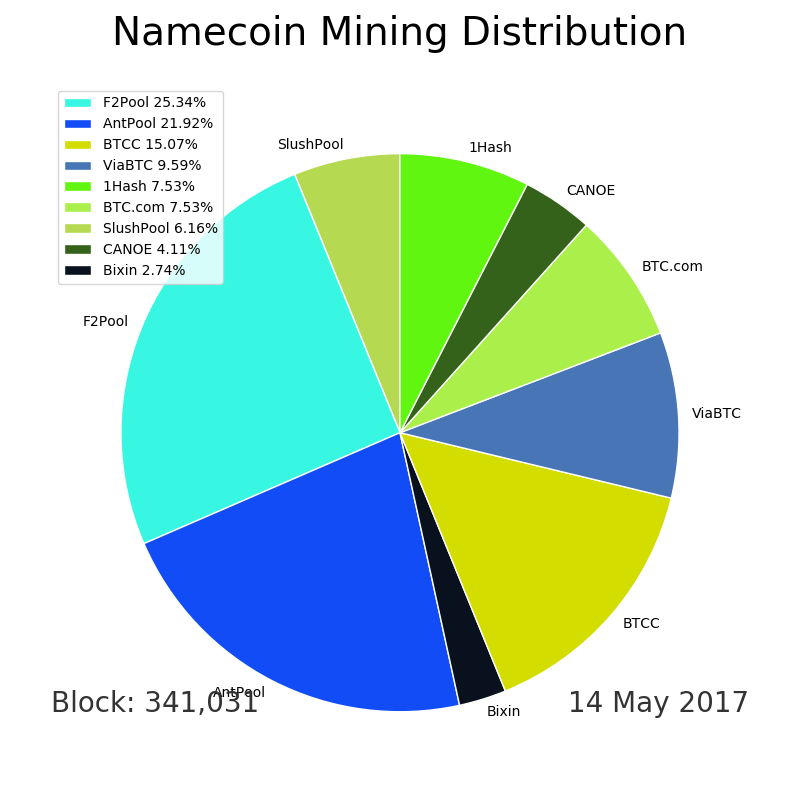 Namecoin Mining Distribution
F2Pool 25.34%
AntPool 21.92%
BTCC 15.07%
ViaBTC 9.59%
1Hash 7.53%
BTC.com 7.53%
SlushPool 6.16%
CANOE 4.11%
Bixin 2.74%
SlushPool
1Hash
CANOE
BTC.com
F2Pool
ViaBTC
BTCC
AntPool
Bixin
Block: 341,031
14 May 2017